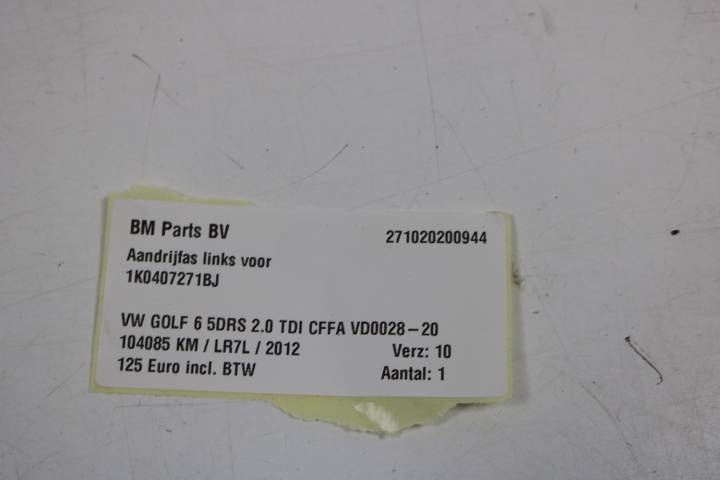 BM Parts BV 271020200944
Aandrijfas links voor
1K0407271BJ
VW GOLF 6 5DRS 2.0 TDI CFFA VD0028-20
104085 KM / LR7L / 2012 Verz: 10
125 Euro incl. BTW Aantal: 1